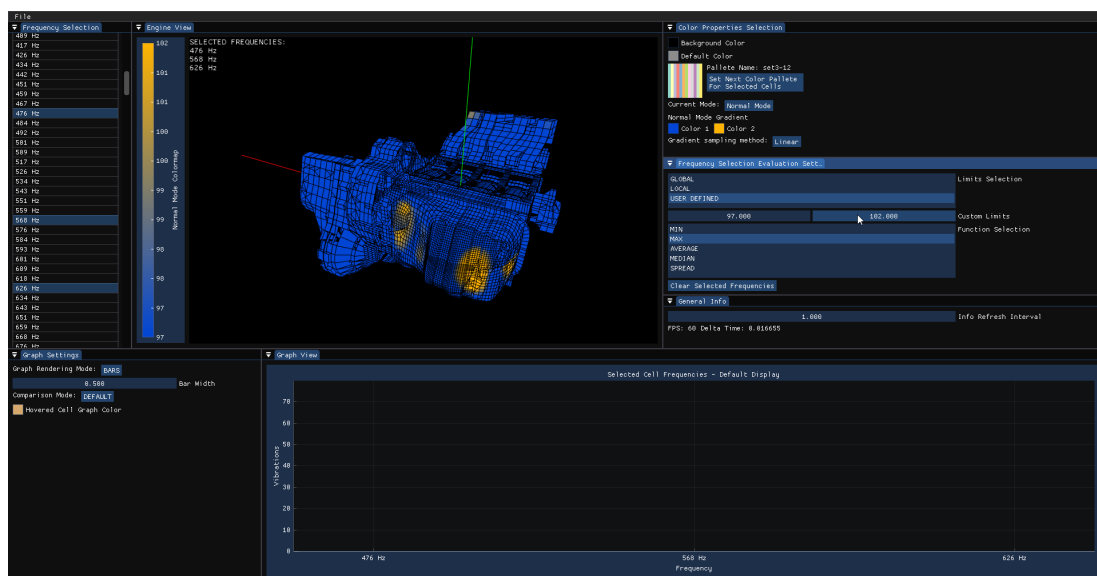 File
Frequency Selection
409 Hz
417 Hz
426 Hz
434 Hz
442 Hz
451 Hz
459 Hz
467 Hz
476 Hz
484 Hz
492 Hz
501 Hz
509 Hz
517 Hz
526 Hz
534 Hz
543 Hz
551 Hz
559 Hz
568 Hz
576 Hz
584 Hz
593 Hz
601 Hz
609 Hz
618 Hz
626 Hz
634 Hz
643 Hz
651 Hz
659 Hz
668 Hz
676 Hz
Engine View
102
101
101
100
100
99
99
98
98
97
97
Normal Mode Colormap
SELECTED FREQUENCIES:
476 Hz
568 Hz
626 Hz
Color Properties Selection
Background Color
Default Color
Pallete Name: set3-12
Set Next Color Pallete
For Selected Cells
Current Mode: Normal Mode
Normal Mode Gradient
Color 1 Color 2
Gradient sampling method: Linear
Frequency Selection Evaluation Sett…
GLOBAL
LOCAL
USER DEFINED
Limits Selection
97.000 102.000 Custom Limits
MIN
MAX
AVERAGE
MEDIAN
SPREAD
Function Selection
Clear Selected Frequencies
General Info
1.000 Info Refresh Interval
FPS: 60 Delta Time: 0.016655
Graph Settings
Graph Rendering Mode: BARS
0.500 Bar Width
Comparison Mode: DEFAULT
Hovered Cell Graph Color
Graph View
Selected Cell Frequencies - Default Display
70
60
50
40
30
20
10
0
Vibrations
476 Hz 568 Hz 626 Hz
Frequency